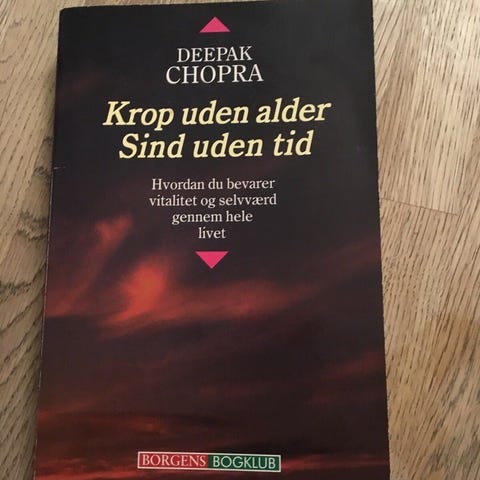 DEEPAK
CHOPRA
Krop uden alder
Sind uden tid
Hvordan du bevarer
vitalitet og selvværd
gennem hele
livet
BORGENS BOGKLUB